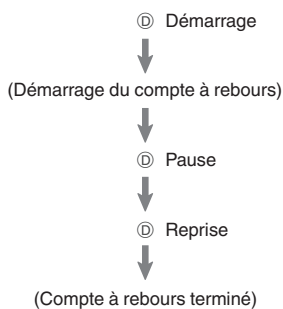 Ⓓ Démarrage
(Démarrage du compte à rebours)
Ⓓ Pause
Ⓓ Reprise
(Compte à rebours terminé)